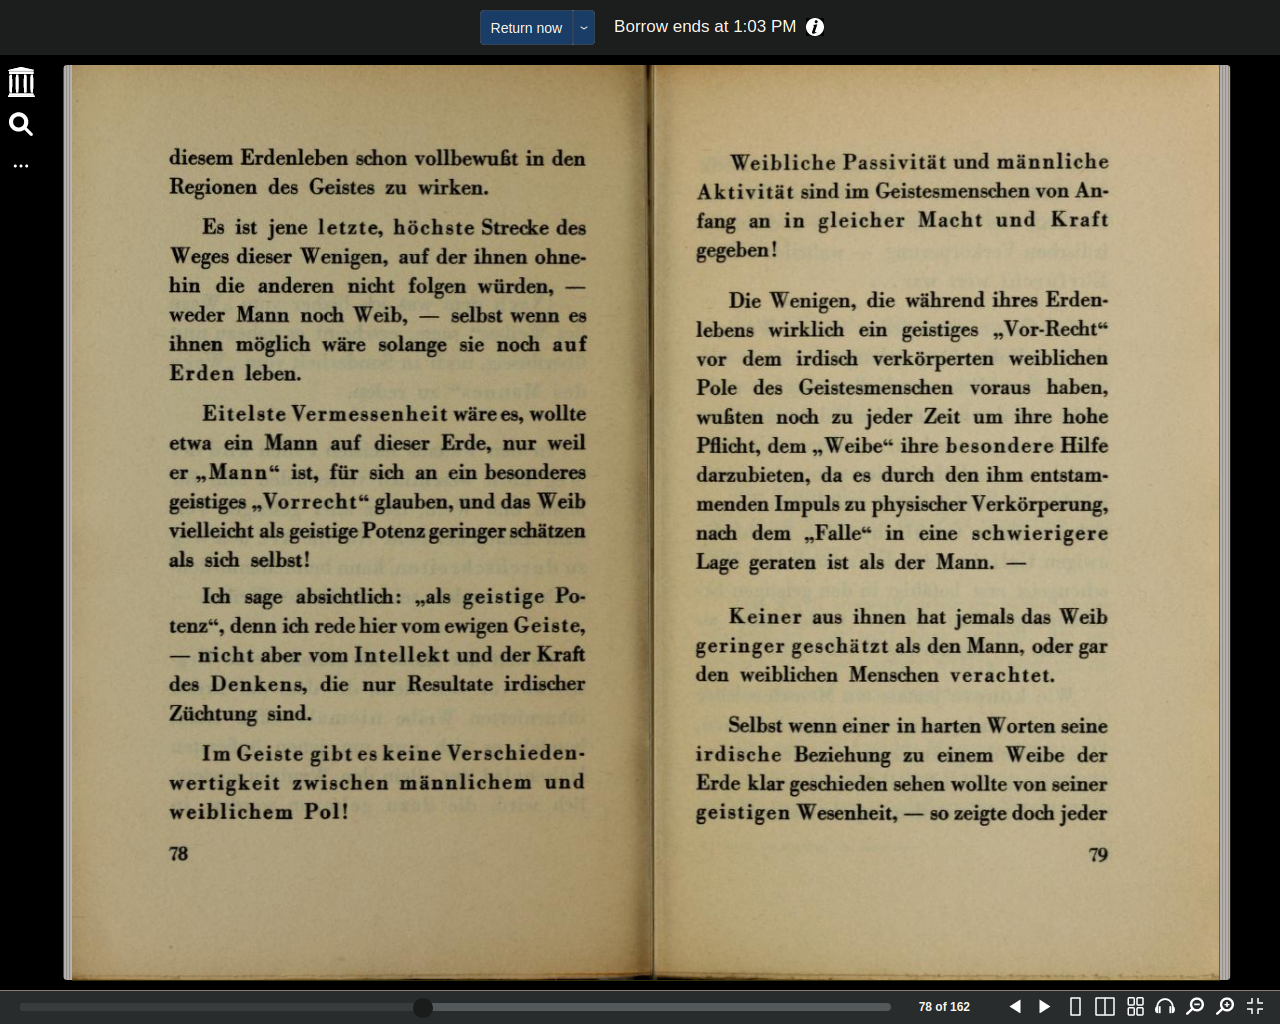 Return now
Borrow ends at 1:03 PM
diesem Erdenleben schon vollbewußt in den
Regionen des Geistes zu wirken.
Es ist jene letzte, höchste Strecke des
Weges dieser Wenigen, auf der ihnen ohne-
hin die anderen nicht folgen würden, —
weder Mann noch Weib, — selbst wenn es
ihnen möglich wäre solange sie noch auf
Erden leben.
Eitelste Vermessenheit wäre es, wollte
etwa ein Mann auf dieser Erde, nur weil
er „Mann“ ist, für sich an ein besonderes
geistiges „Vorrecht“ glauben, und das Weib
vielleicht als geistige Potenz geringer schätzen
als sich selbst!
Ich sage absichtlich: „als geistige Po-
tenz“, denn ich rede hier vom ewigen Geiste,
— nicht aber vom Intellekt und der Kraft
des Denkens, die nur Resultate irdischer
Züchtung sind.
Im Geiste gibt es keine Verschieden-
wertigkeit zwischen männlichem und
weiblichem Pol!
78
Weibliche Passivität und männliche
Aktivität sind im Geistesmenschen von An-
fang an in gleicher Macht und Kraft
gegeben!
Die Wenigen, die während ihres Erden-
lebens wirklich ein geistiges „Vor-Recht“
vor dem irdisch verkörperten weiblichen
Pole des Geistesmenschen voraus haben,
wußten noch zu jeder Zeit um ihre hohe
Pflicht, dem „Weibe“ ihre besondere Hilfe
darzubieten, da es durch den ihm entstam-
menden Impuls zu physischer Verkörperung,
nach dem „Falle“ in eine schwierigere
Lage geraten ist als der Mann. —
Keiner aus ihnen hat jemals das Weib
geringer geschätzt als den Mann, oder gar
den weiblichen Menschen verachtet.
Selbst wenn einer in harten Worten seine
irdische Beziehung zu einem Weibe der
Erde klar geschieden sehen wollte von seiner
geistigen Wesenheit, — so zeigte doch jeder
79
78 of 162